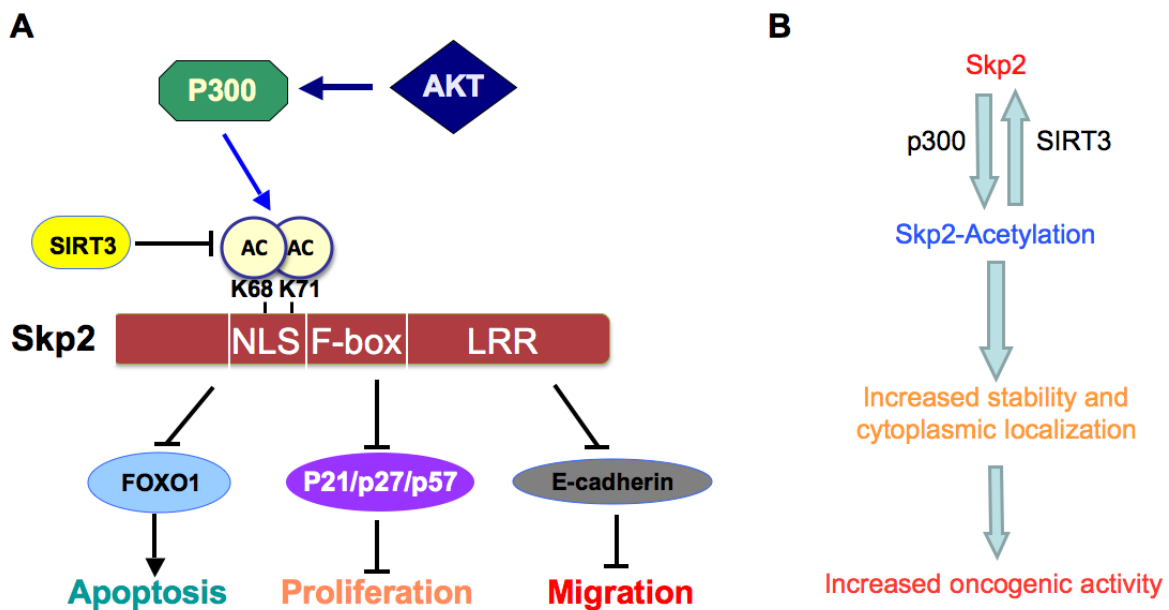 A
P300
AKT
SIRT3
AC
AC
K68
K71
Skp2
NLS
F-box
LRR
FOXO1
P21/p27/p57
E-cadherin
Apoptosis
Proliferation
Migration
B
Skp2
p300
SIRT3
Skp2-Acetylation
Increased stability and
cytoplasmic localization
Increased oncogenic activity